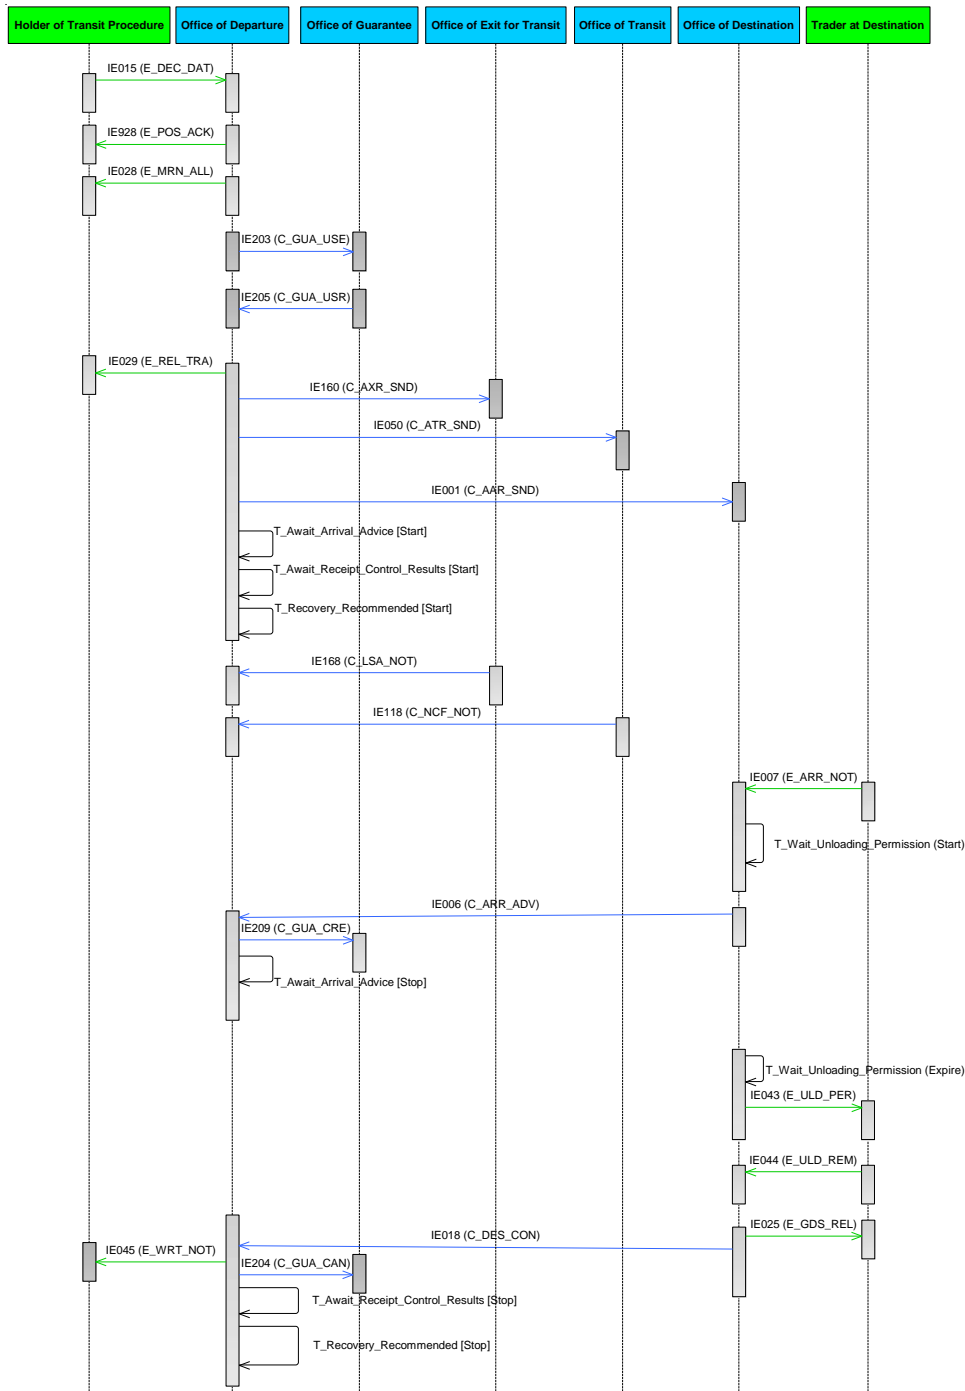 Holder of Transit Procedure
Office of Departure
Office of Guarantee
Office of Exit for Transit
Office of Transit
Office of Destination
Trader at Destination
IE015 (E_DEC_DAT)
IE928 (E_POS_ACK)
IE028 (E_MRN_ALL)
IE203 (C_GUA_USE)
IE205 (C_GUA_USR)
IE029 (E_REL_TRA)
IE160 (C_AXR_SND)
IE050 (C_ATR_SND)
IE001 (C_AAR_SND)
T_Await_Arrival_Advice [Start]
T_Await_Receipt_Control_Results [Start]
T_Recovery_Recommended [Start]
IE168 (C_LSA_NOT)
IE118 (C_NCF_NOT)
IE007 (E_ARR_NOT)
T_Wait_Unloading_Permission (Start)
IE006 (C_ARR_ADV)
IE209 (C_GUA_CRE)
T_Await_Arrival_Advice [Stop]
T_Wait_Unloading_Permission (Expire)
IE043 (E_ULD_PER)
IE044 (E_ULD_REM)
IE025 (E_GDS_REL)
IE018 (C_DES_CON)
IE045 (E_WRT_NOT)
IE204 (C_GUA_CAN)
T_Await_Receipt_Control_Results [Stop]
T_Recovery_Recommended [Stop]